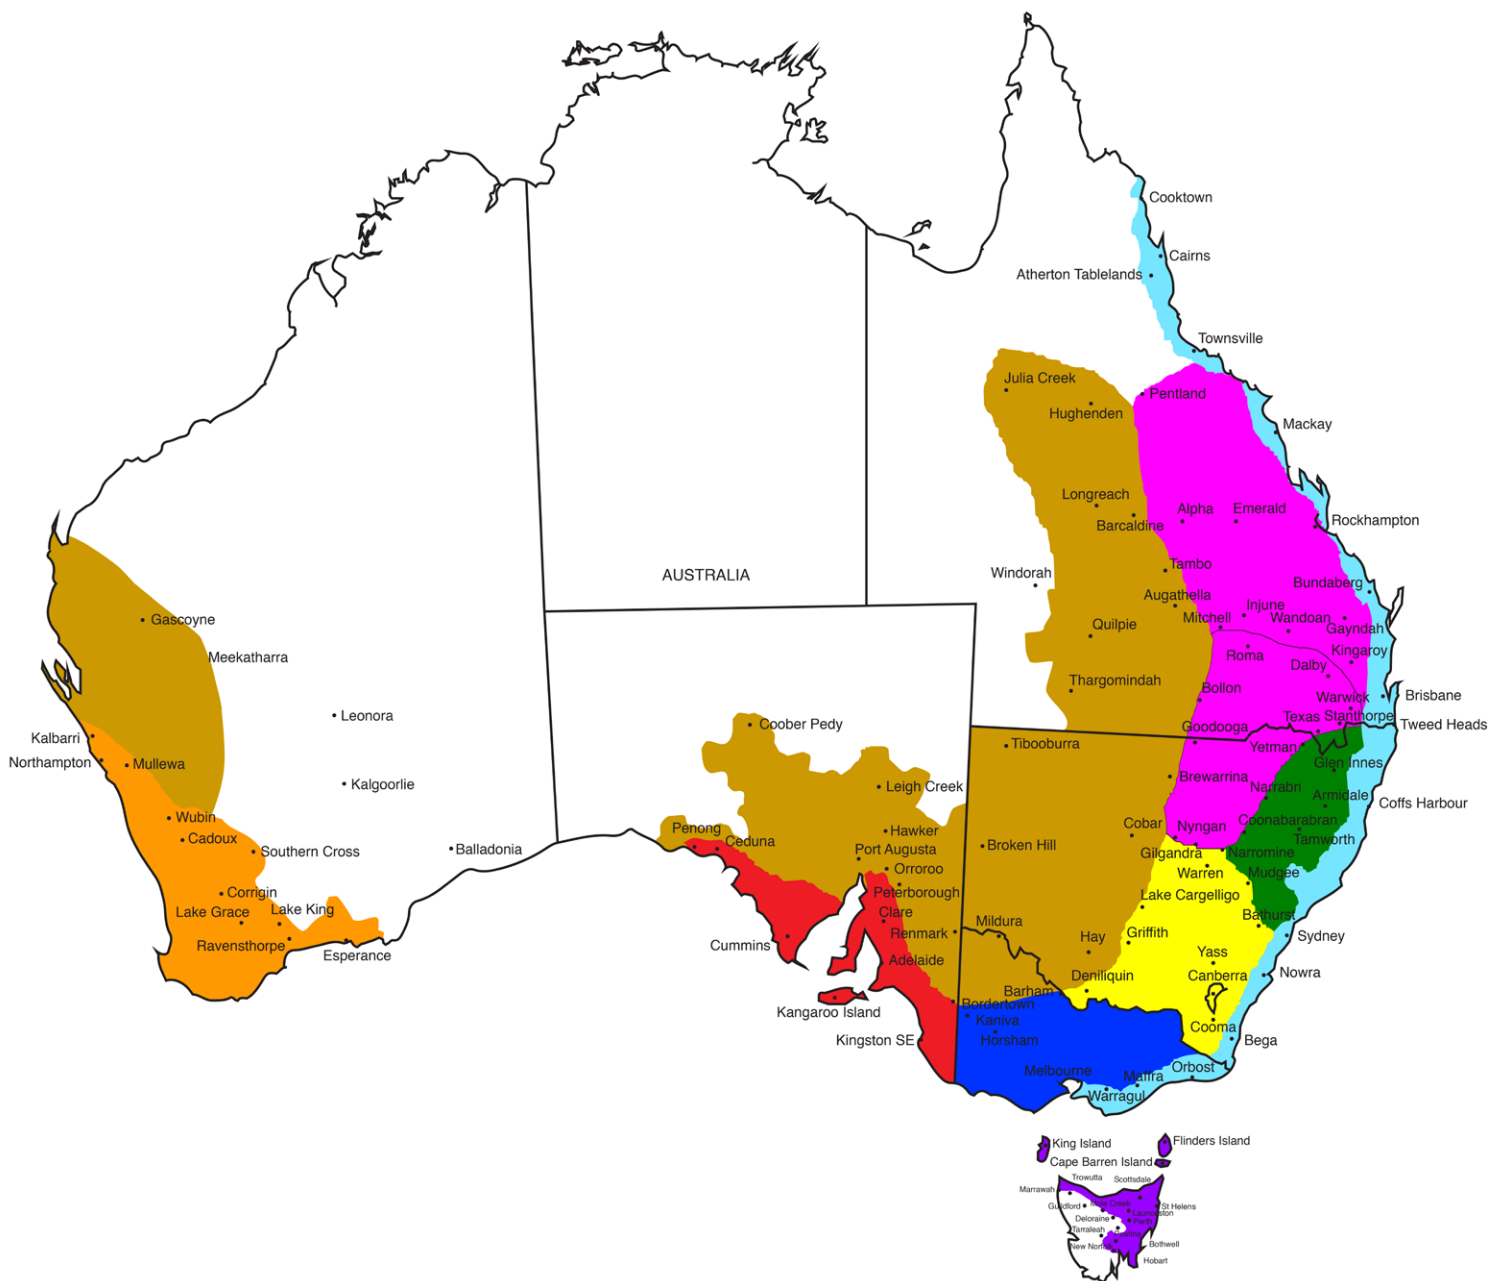 Cooktown
Cairns
Atherton Tablelands
Townsville
Julia Creek
Pentland
Hughenden
Mackay
Longreach
Alpha
Emerald
Barcaldine
Rockhampton
Tambo
Windorah
AUSTRALIA
Bundaberg
Augathella
Injune
Mitchell
Wandoan
Gascoyne
Quilpie
Gayndah
Meekatharra
Roma
Kingaroy
Dalby
Thargomindah
Bollon
Warwick
Brisbane
Leonora
Coober Pedy
Goodooga
Texas
Stanthorpe
Tweed Heads
Kalbarri
Tibooburra
Yetman
Northampton
Mullewa
Glen Innes
Brewarrina
Kalgoorlie
Leigh Creek
Narrabri
Armidale
Coffs Harbour
Wubin
Coonabarabran
Penong
Hawker
Cobar
Nyngan
Cadoux
Ceduna
Tamworth
Southern Cross
Balladonia
Port Augusta
Broken Hill
Gilgandra
Narromine
Orroroo
Warren
Mudgee
Corrigin
Peterborough
Lake Cargelligo
Lake Grace
Lake King
Clare
Mildura
Bathurst
Renmark
Hay
Griffith
Sydney
Ravensthorpe
Cummins
Esperance
Adelaide
Yass
Deniliquin
Canberra
Nowra
Barham
Kangaroo Island
Bordertown
Kaniva
Cooma
Kingston SE
Horsham
Bega
Melbourne
Maffra
Orbost
Warragul
King Island
Flinders Island
Cape Barren Island
Trowutta
Scottsdale
Marrawah
Guildford
Mole Creek
St Helens
Launceston
Deloraine
Perth
Tarraleah
Bothwell
New Norfolk
Hobart